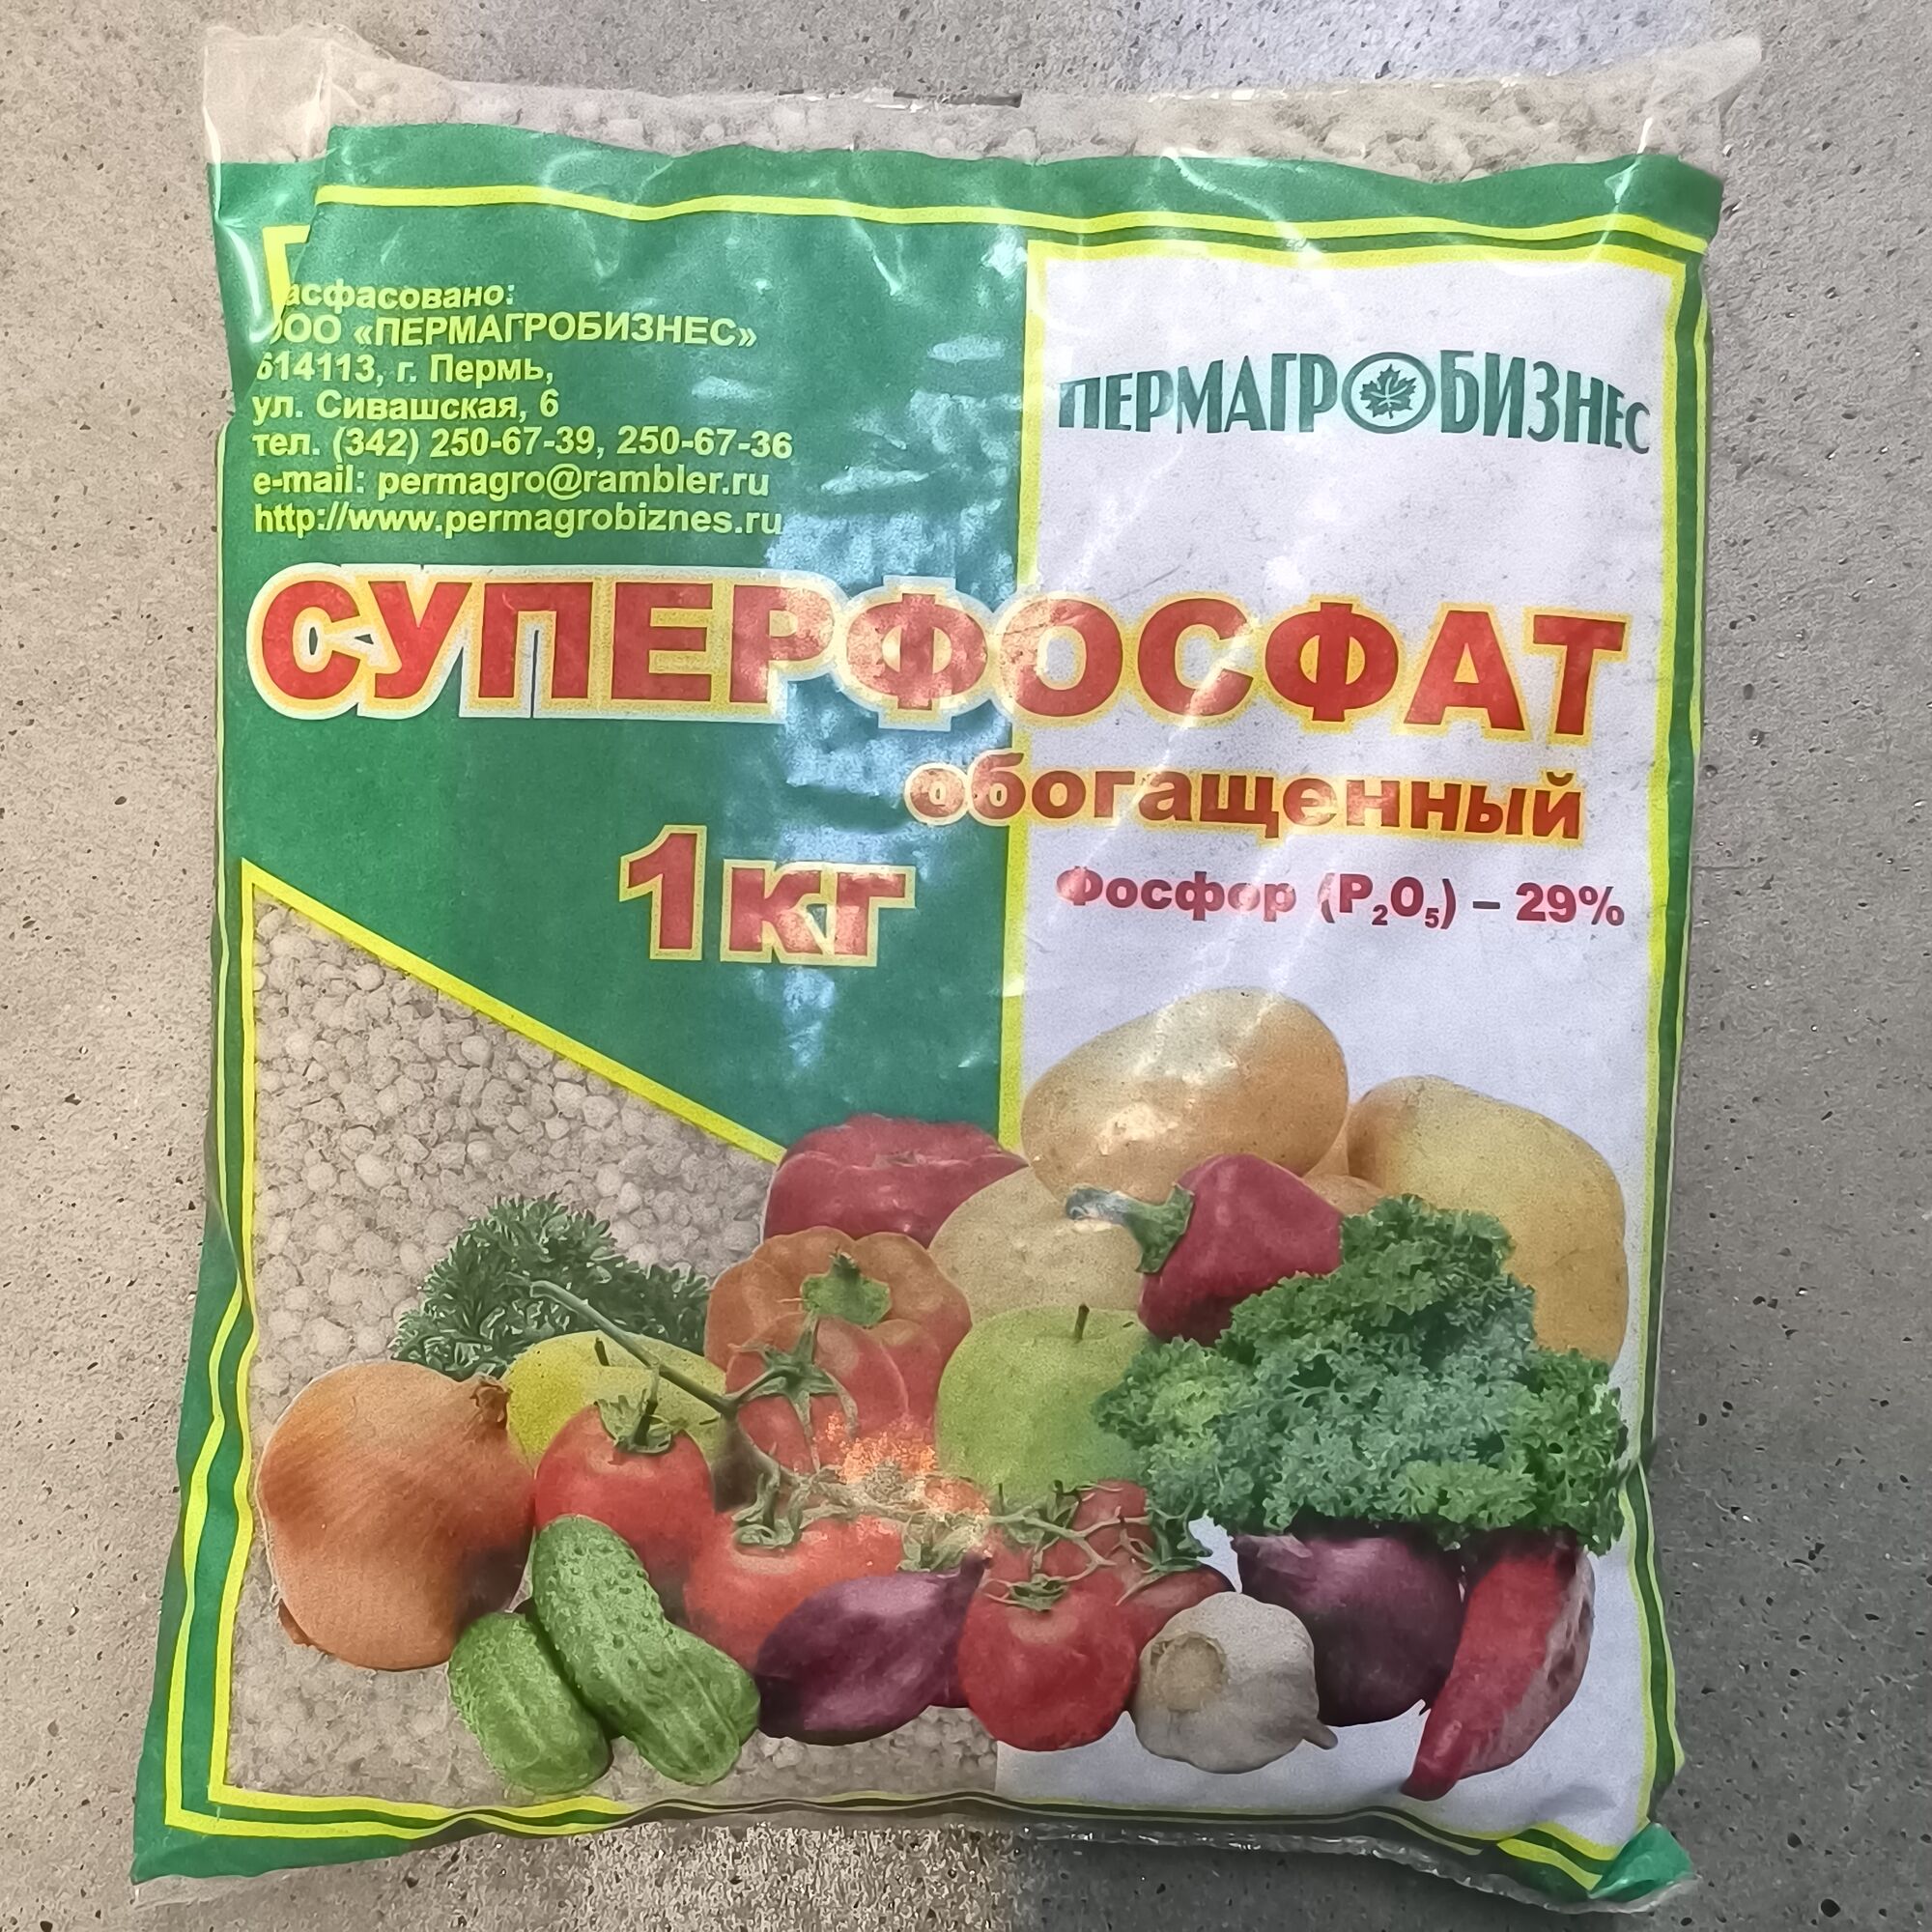 асфасовано:
ООО «ПЕРМАГРОБИЗНЕС»
614113, г. Пермь,
ул. Сивашская, 6
тел. (342) 250-67-39, 250-67-36
e-mail: permagro@rambler.ru
http://www.permagrobiznes.ru
ПЕРМАГРОБИЗНЕС
СУПЕРФОСФАТ
обогащенный
1 кг
Фосфор (P₂O₅) – 29%